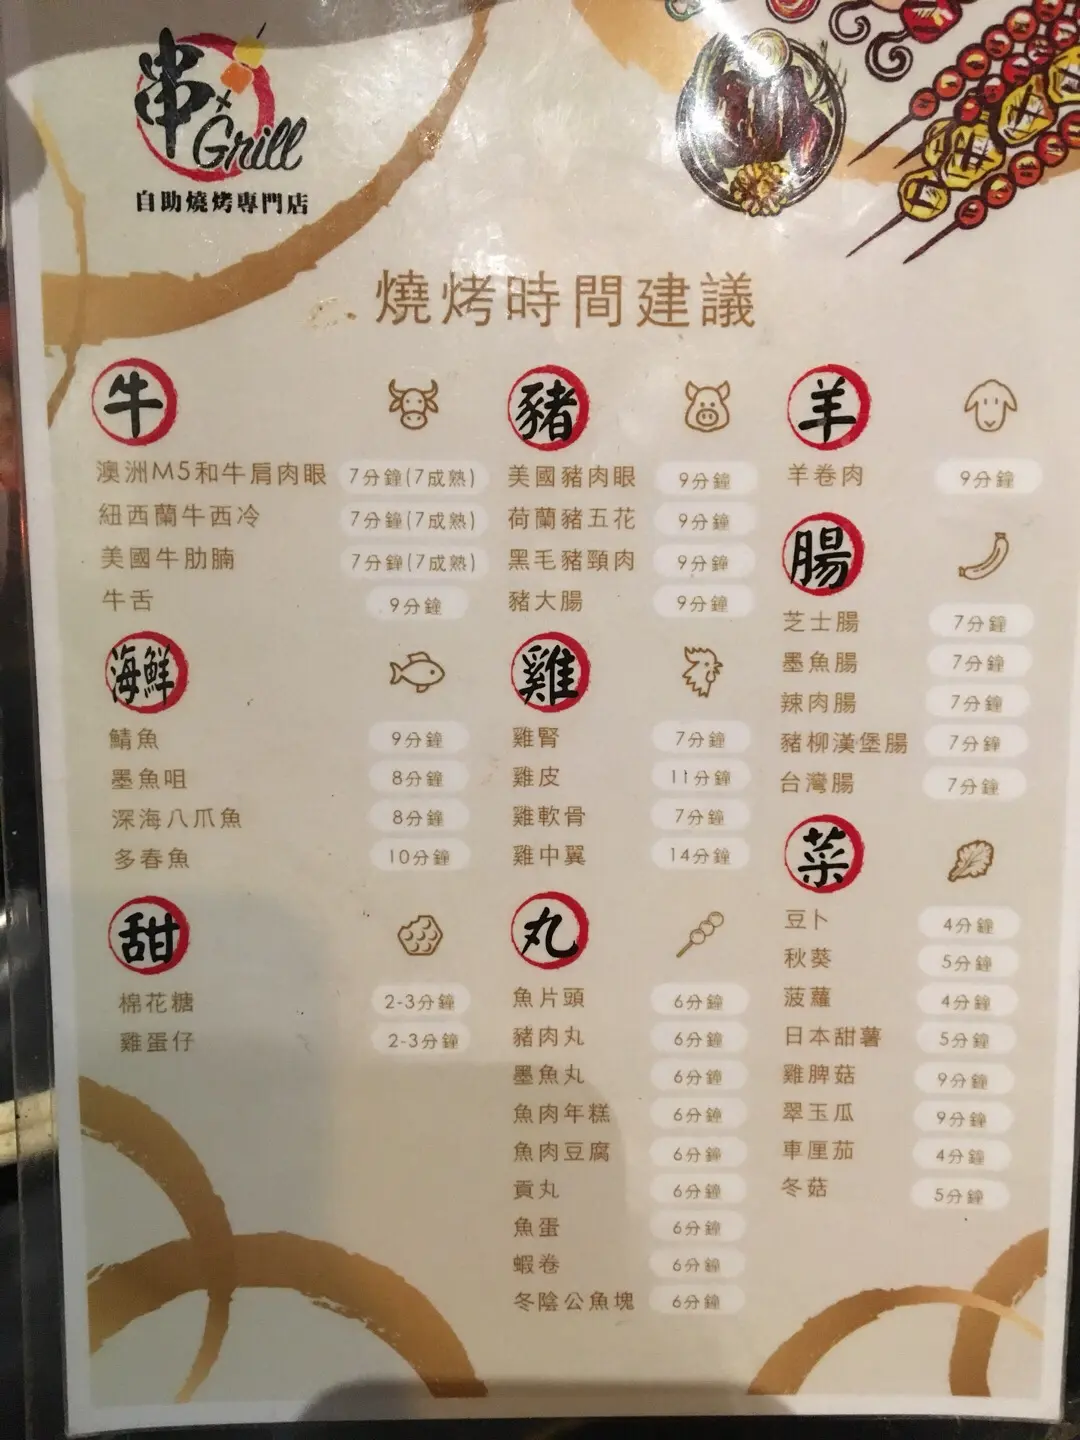 串
× Grill
自助燒烤專門店
燒烤時間建議
牛
澳洲M5和牛肩肉眼 7分鐘(7成熟)
紐西蘭牛西冷 7分鐘(7成熟)
美國牛肋腩 7分鐘(7成熟)
牛舌 9分鐘
海鮮
鯖魚 9分鐘
墨魚咀 8分鐘
深海八爪魚 8分鐘
多春魚 10分鐘
甜
棉花糖 2-3分鐘
雞蛋仔 2-3分鐘
豬
美國豬肉眼 9分鐘
荷蘭豬五花 9分鐘
黑毛豬頸肉 9分鐘
豬大腸 9分鐘
雞
雞腎 7分鐘
雞皮 11分鐘
雞軟骨 7分鐘
雞中翼 14分鐘
丸
魚片頭 6分鐘
豬肉丸 6分鐘
墨魚丸 6分鐘
魚肉年糕 6分鐘
魚肉豆腐 6分鐘
貢丸 6分鐘
魚蛋 6分鐘
蝦卷 6分鐘
冬陰公魚塊 6分鐘
羊
羊卷肉 9分鐘
腸
芝士腸 7分鐘
墨魚腸 7分鐘
辣肉腸 7分鐘
豬柳漢堡腸 7分鐘
台灣腸 7分鐘
菜
豆卜 4分鐘
秋葵 5分鐘
菠蘿 4分鐘
日本甜薯 5分鐘
雞脾菇 9分鐘
翠玉瓜 9分鐘
車厘茄 4分鐘
冬菇 5分鐘